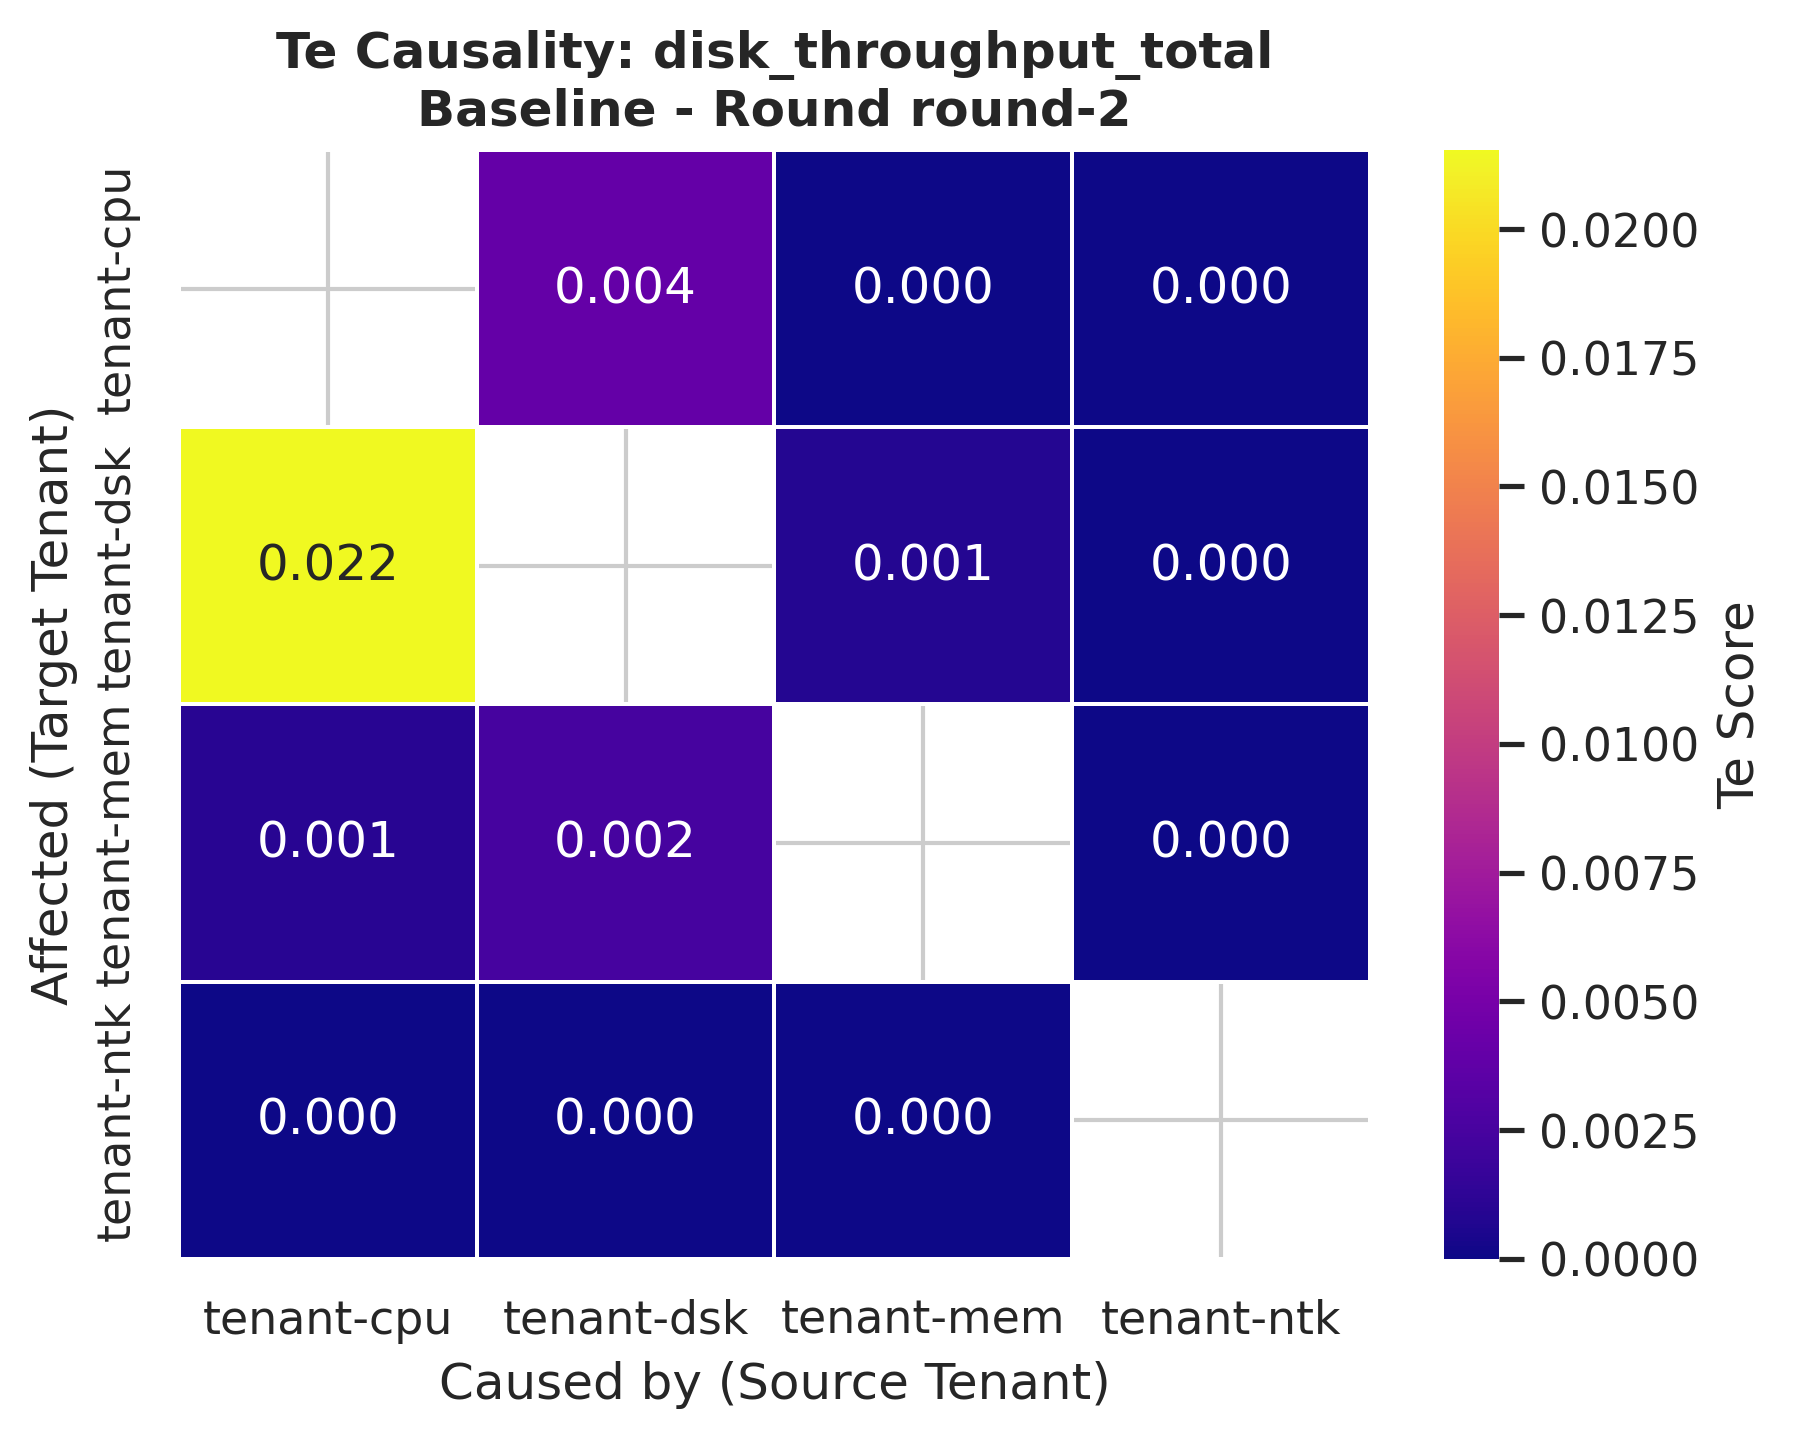 Te Causality: disk_throughput_total
Baseline - Round round-2
Affected (Target Tenant)
tenant-cpu
0.004
0.000
0.000
tenant-dsk
0.022
0.001
0.000
tenant-mem
0.001
0.002
0.000
tenant-ntk
0.000
0.000
0.000
tenant-cpu
tenant-dsk
tenant-mem
tenant-ntk
Caused by (Source Tenant)
0.0200
0.0175
0.0150
0.0125
0.0100
0.0075
0.0050
0.0025
0.0000
Te Score